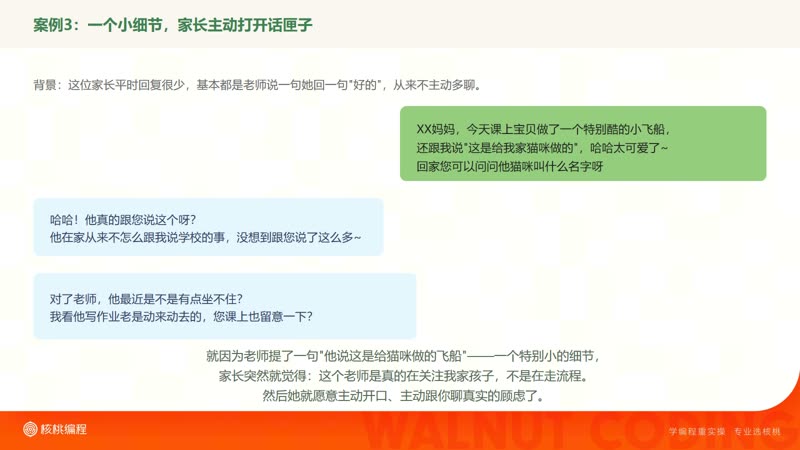 案例3：一个小细节，家长主动打开话匣子
背景：这位家长平时回复很少，基本都是老师说一句她回一句"好的"，从来不主动多聊。
XX妈妈，今天课上宝贝做了一个特别酷的小飞船，
还跟我说"这是给我家猫咪做的"，哈哈太可爱了~
回家您可以问问他猫咪叫什么名字呀
哈哈！他真的跟您说这个呀？
他在家从来不怎么跟我说学校的事，没想到跟您说了这么多~
对了老师，他最近是不是有点坐不住？
我看他写作业老是动来动去的，您课上也留意一下？
就因为老师提了一句"他说这是给猫咪做的飞船"——一个特别小的细节，
家长突然就觉得：这个老师是真的在关注我家孩子，不是在走流程。
然后她就愿意主动开口、主动跟你聊真实的顾虑了。
核桃编程
WALNUT CODING
学编程重实操 专业选核桃